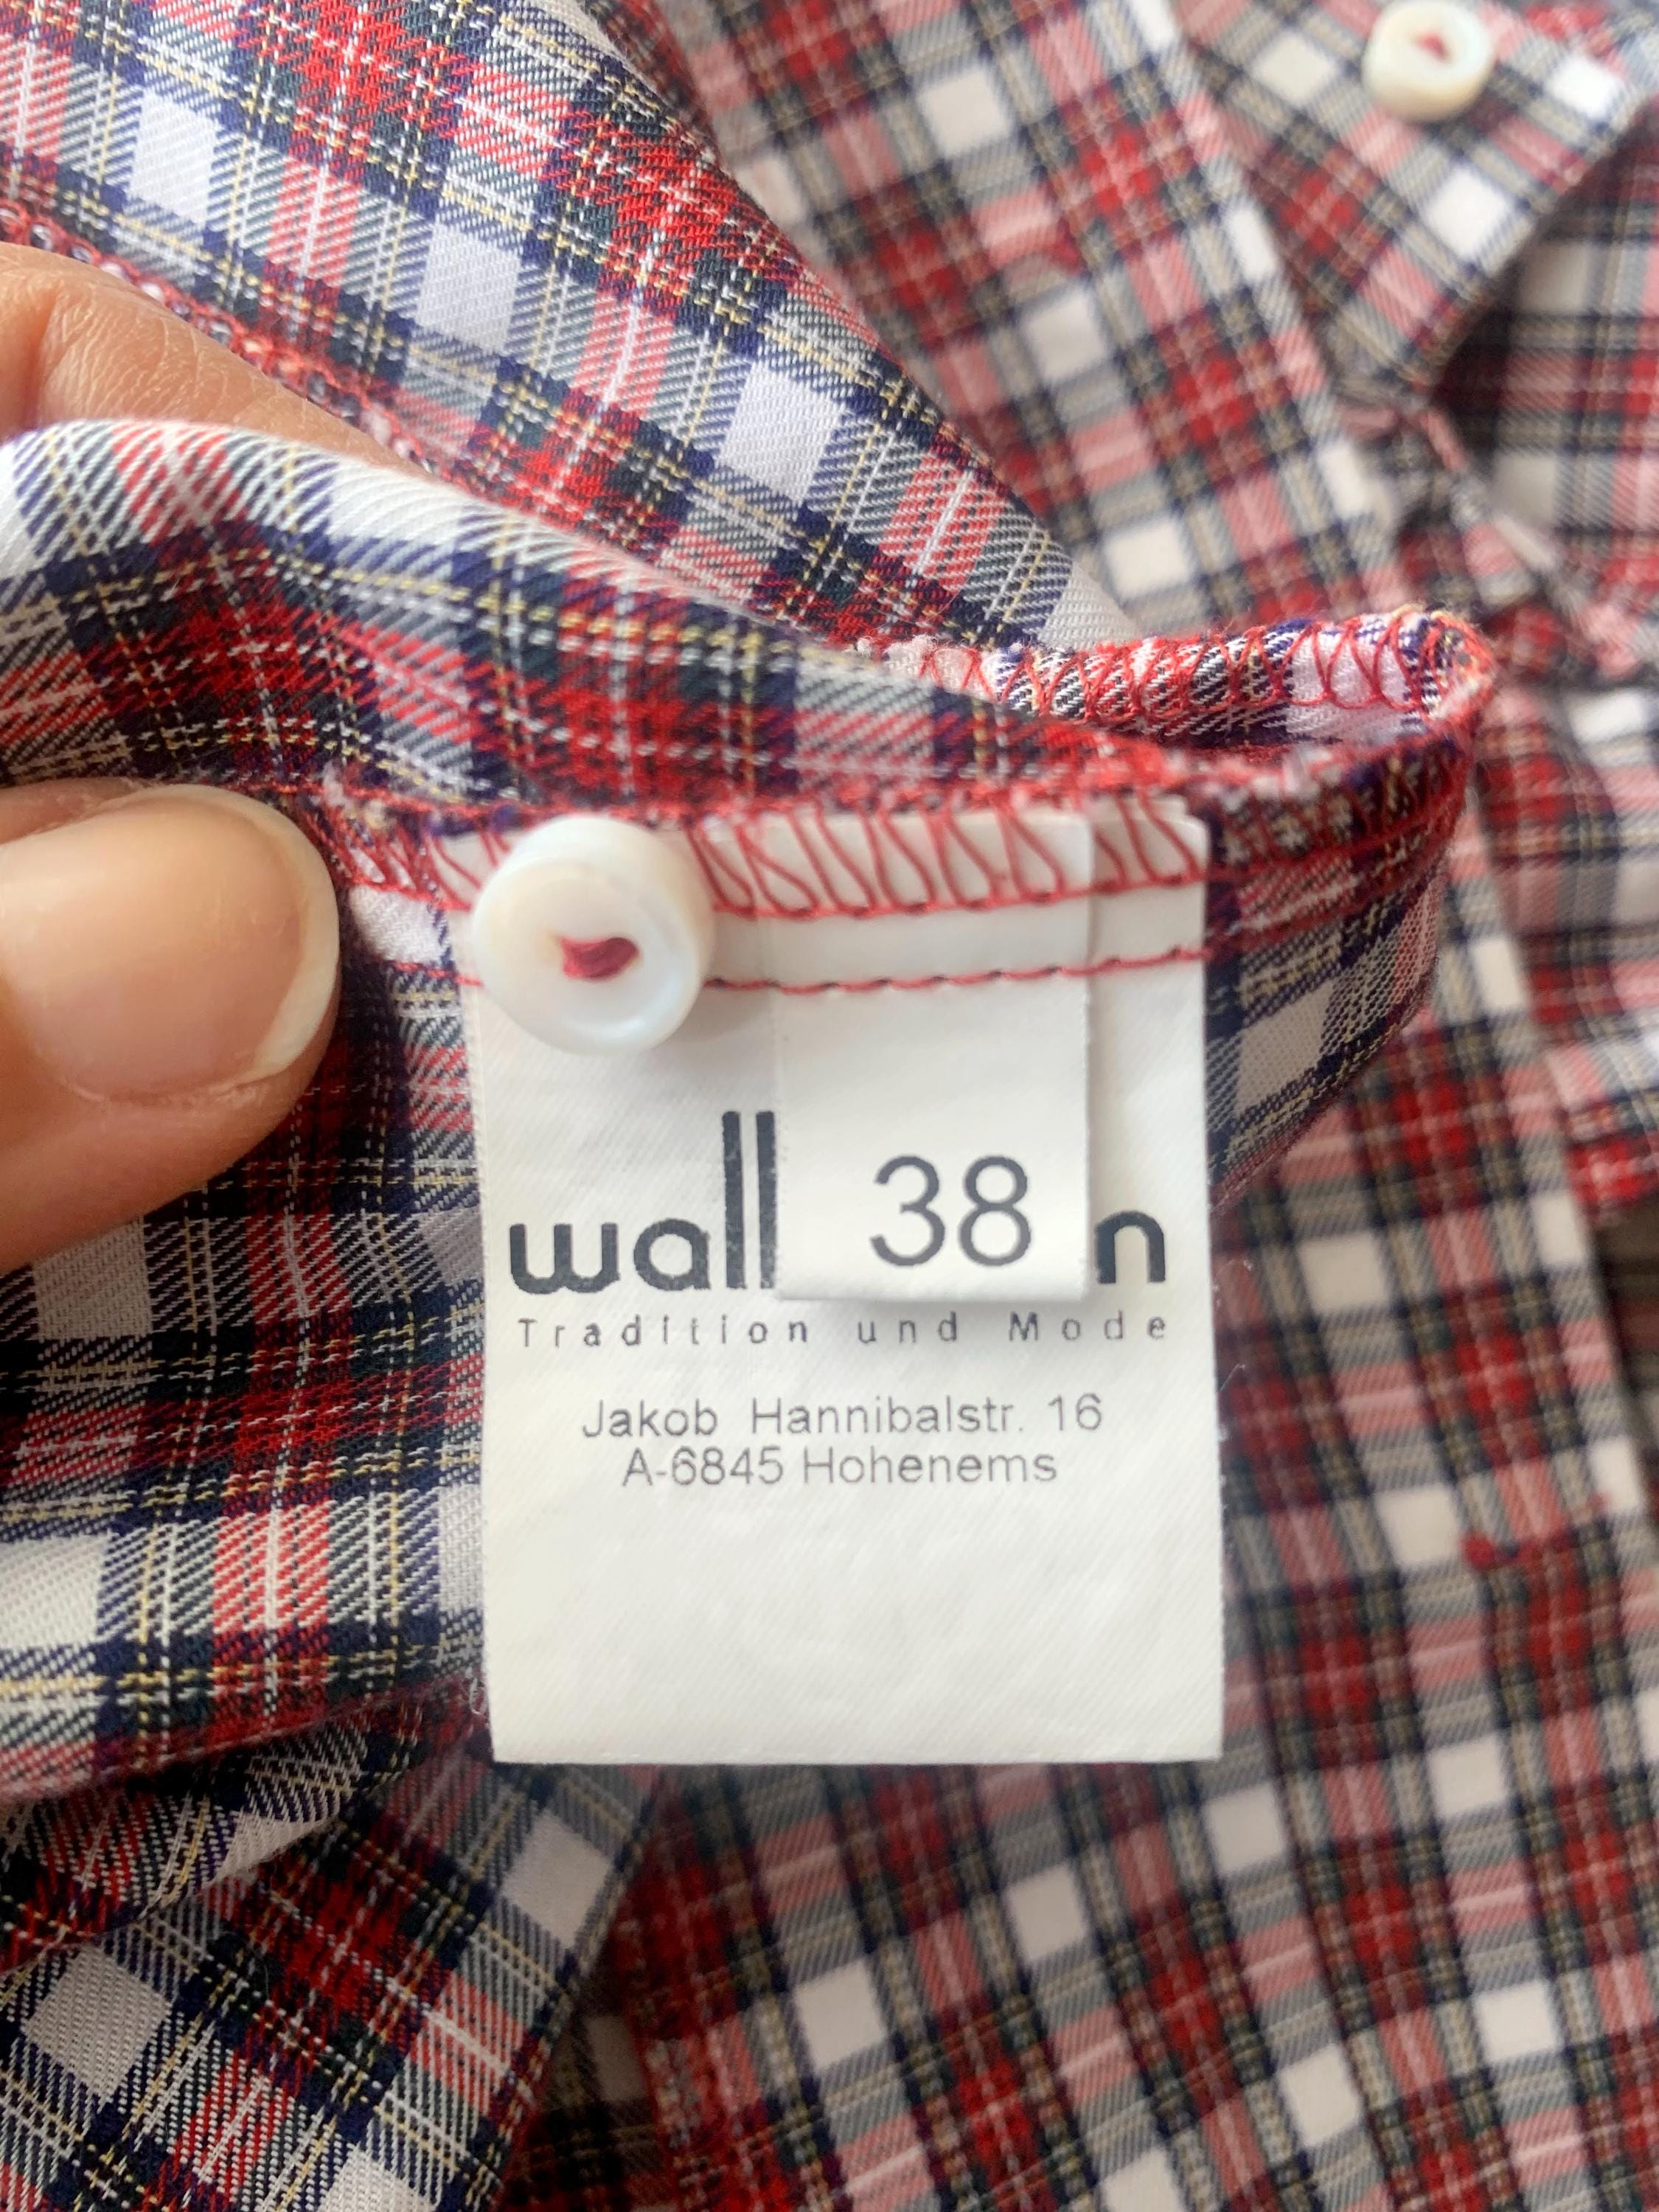 38
wall n
Tradition und Mode
Jakob Hannibalstr. 16
A-6845 Hohenems